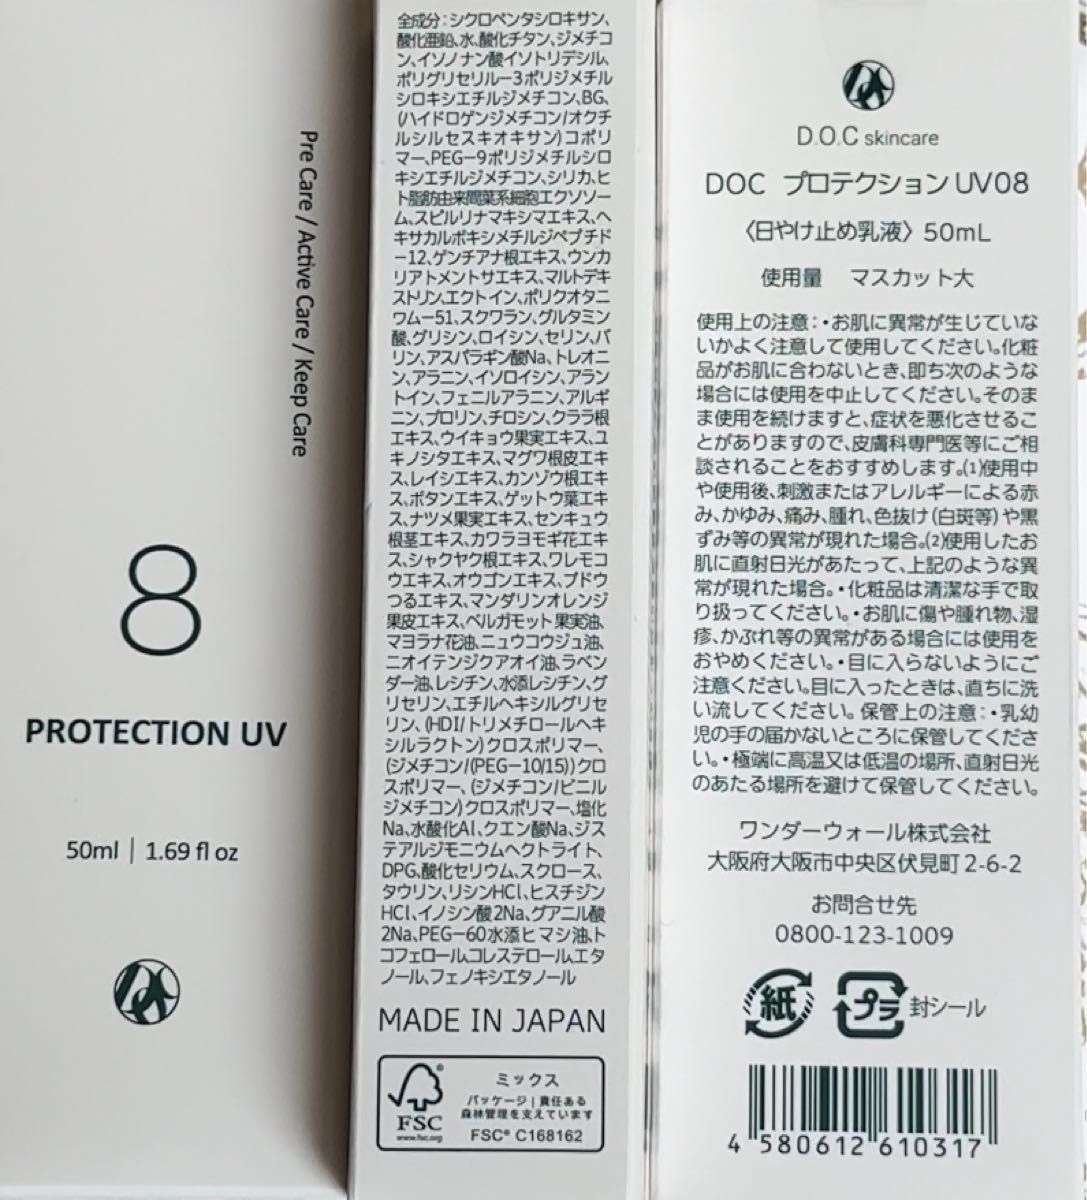 Pre Care / Active Care / Keep Care
8
PROTECTION UV
50ml | 1.69 fl oz
全成分：シクロペンタシロキサン、
酸化亜鉛、水、酸化チタン、ジメチコ
ン、イソノナン酸イソトリデシル、
ポリグリセリル－3ポリジメチル
シロキシエチルジメチコン、BG、
(ハイドロゲンジメチコン/オクチ
ルシルセスキオキサン)コポリ
マー、PEG－9ポリジメチルシロ
キシエチルジメチコン、シリカ、ヒ
ト脂肪由来間葉系細胞エクソソー
ム、スピルリナマキシマエキス、ヘ
キサカルボキシメチルジペプチド
－12、ゲンチアナ根エキス、ウンカ
リアトメントサエキス、マルトデキ
ストリン、エクトイン、ポリクオタニ
ウム－51、スクワラン、グルタミン
酸、グリシン、ロイシン、セリン、バ
リン、アスパラギン酸Na、トレオニ
ン、アラニン、イソロイシン、アラン
トイン、フェニルアラニン、アルギ
ニン、プロリン、チロシン、クララ根
エキス、ウイキョウ果実エキス、ユ
キノシタエキス、マグワ根皮エキ
ス、レイシエキス、カンゾウ根エキ
ス、ボタンエキス、ゲットウ葉エキ
ス、ナツメ果実エキス、センキュウ
根茎エキス、カワラヨモギ花エキ
ス、シャクヤク根エキス、ワレモコ
ウエキス、オウゴンエキス、ブドウ
つるエキス、マンダリンオレンジ
果皮エキス、ベルガモット果実油、
マヨラナ花油、ニュウコウジュ油、
ニオイテンジクアオイ油、ラベン
ダー油、レシチン、水添レシチン、グ
リセリン、エチルヘキシルグリセ
リン、(HDI/トリメチロールヘキ
シルラクトン)クロスポリマー、
(ジメチコン/(PEG－10/15))クロ
スポリマー、(ジメチコン/ビニル
ジメチコン)クロスポリマー、塩化
Na、水酸化Al、クエン酸Na、ジス
テアルジモニウムヘクトライト、
DPG、酸化セリウム、スクロース、
タウリン、リシンHCl、ヒスチジン
HCl、イノシン酸2Na、グアニル酸
2Na、PEG－60水添ヒマシ油、ト
コフェロール、コレステロール、エタ
ノール、フェノキシエタノール
MADE IN JAPAN
FSC®
www.fsc.org
ミックス
パッケージ｜責任ある
森林管理を支えています
FSC® C168162
D.O.C skincare
DOC プロテクションUV08
〈日やけ止め乳液〉50mL
使用量 マスカット大
使用上の注意：・お肌に異常が生じていな
いかよく注意して使用してください。化粧
品がお肌に合わないとき、即ち次のような
場合には使用を中止してください。そのま
ま使用を続けますと、症状を悪化させるこ
とがありますので、皮膚科専門医等にご相
談されることをおすすめします。(1)使用中
や使用後、刺激またはアレルギーによる赤
み、かゆみ、痛み、腫れ、色抜け(白斑等)や黒
ずみ等の異常が現れた場合。(2)使用したお
肌に直射日光があたって、上記のような異
常が現れた場合。・化粧品は清潔な手で取
り扱ってください。・お肌に傷や腫れ物、湿
疹、かぶれ等の異常がある場合には使用を
おやめください。・目に入らないようにご
注意ください。目に入ったときは、直ちに洗
い流してください。保管上の注意：・乳幼
児の手の届かないところに保管してくださ
い。・極端に高温又は低温の場所、直射日光
のあたる場所を避けて保管してください。
ワンダーウォール株式会社
大阪府大阪市中央区伏見町2-6-2
お問合せ先
0800-123-1009
紙 プラ 封シール
4 580612 610317